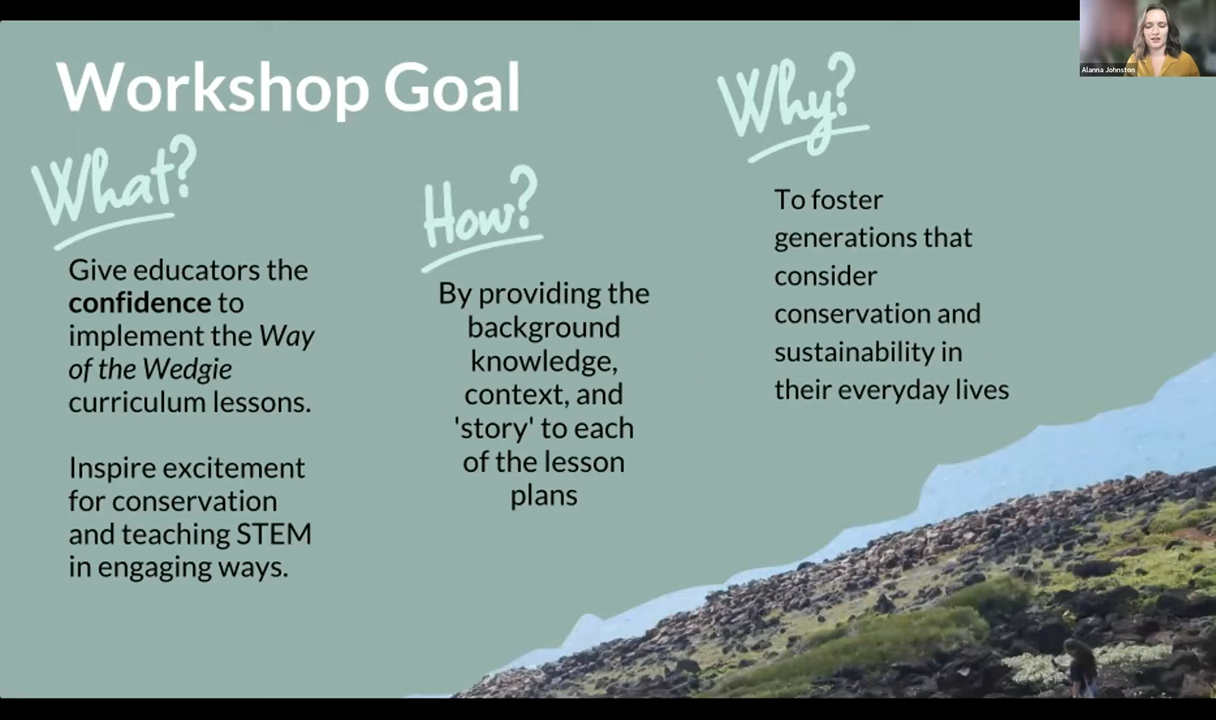 Workshop Goal
What?
Give educators the
confidence to
implement the Way
of the Wedgie
curriculum lessons.
Inspire excitement
for conservation
and teaching STEM
in engaging ways.
How?
By providing the
background
knowledge,
context, and
'story' to each
of the lesson
plans
Why?
To foster
generations that
consider
conservation and
sustainability in
their everyday lives
Alanna Johnston